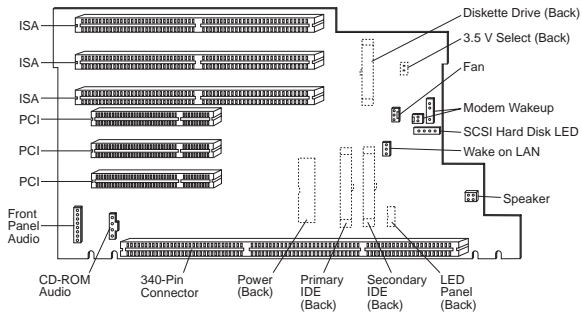 ISA
ISA
ISA
PCI
PCI
PCI
Front
Panel
Audio
CD-ROM
Audio
340-Pin
Connector
Power
(Back)
Primary
IDE
(Back)
Secondary
IDE
(Back)
LED
Panel
(Back)
Diskette Drive (Back)
3.5 V Select (Back)
Fan
Modem Wakeup
SCSI Hard Disk LED
Wake on LAN
Speaker